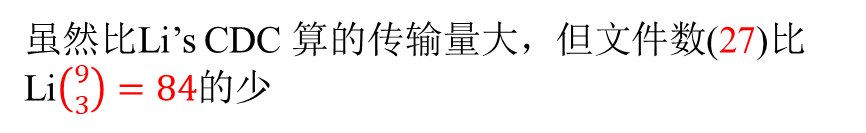 虽然比Li's CDC 算的传输量大，但文件数(27)比
Li(9 3) = 84的少